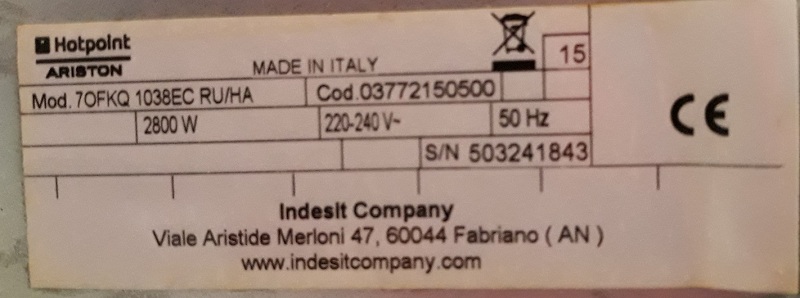 Hotpoint
ARISTON
MADE IN ITALY
15
Mod. 7OFKQ 1038EC RU/HA
Cod.03772150500
2800 W
220-240 V~
50 Hz
S/N 503241843
CE
Indesit Company
Viale Aristide Merloni 47, 60044 Fabriano ( AN )
www.indesitcompany.com